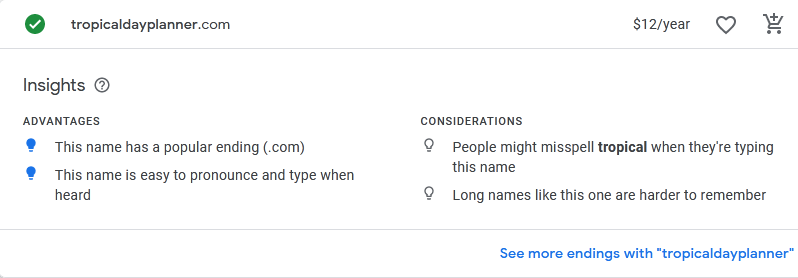 tropicaldayplanner.com
$12/year
Insights
ADVANTAGES
This name has a popular ending (.com)
This name is easy to pronounce and type when
heard
CONSIDERATIONS
People might misspell tropical when they're typing
this name
Long names like this one are harder to remember
See more endings with "tropicaldayplanner"